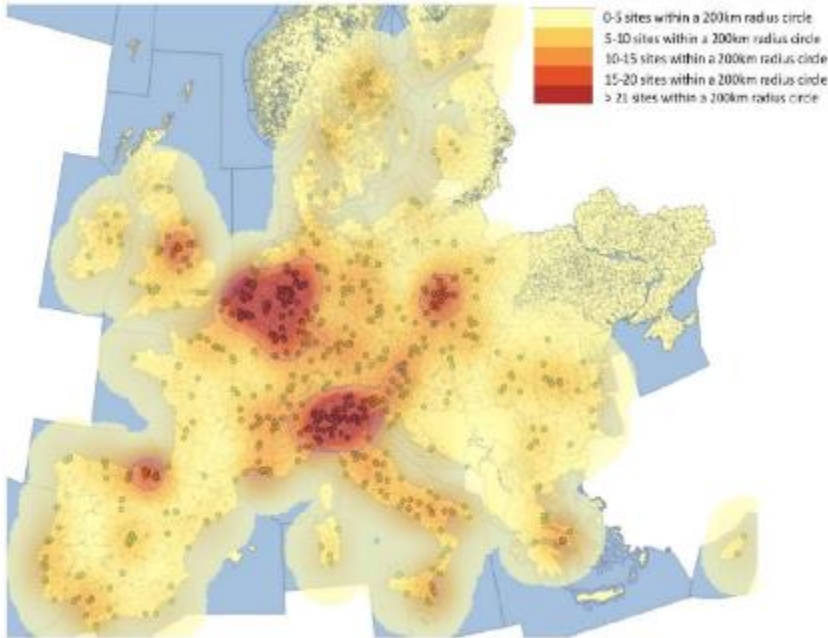 0-5 sites within a 200km radius circle
5-10 sites within a 200km radius circle
10-15 sites within a 200km radius circle
15-20 sites within a 200km radius circle
> 21 sites within a 200km radius circle